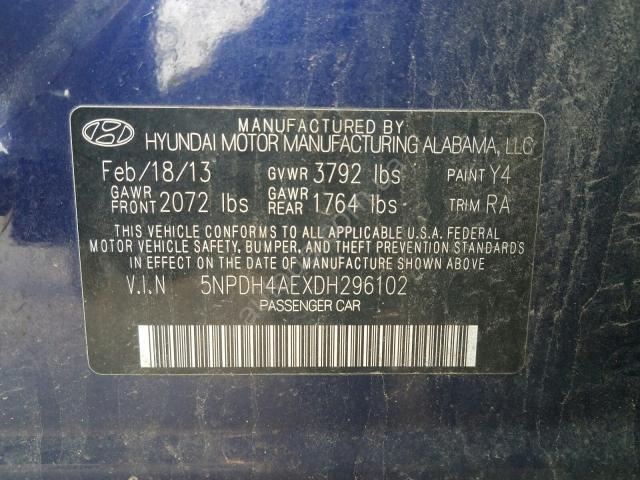 MANUFACTURED BY
HYUNDAI MOTOR MANUFACTURING ALABAMA, LLC
Feb/18/13 GVWR 3792 lbs PAINT Y4
GAWR FRONT 2072 lbs GAWR REAR 1764 lbs TRIM RA
THIS VEHICLE CONFORMS TO ALL APPLICABLE U.S.A. FEDERAL
MOTOR VEHICLE SAFETY, BUMPER, AND THEFT PREVENTION STANDARDS
IN EFFECT ON THE DATE OF MANUFACTURE SHOWN ABOVE
V.I.N 5NPDH4AEXDH296102
PASSENGER CAR